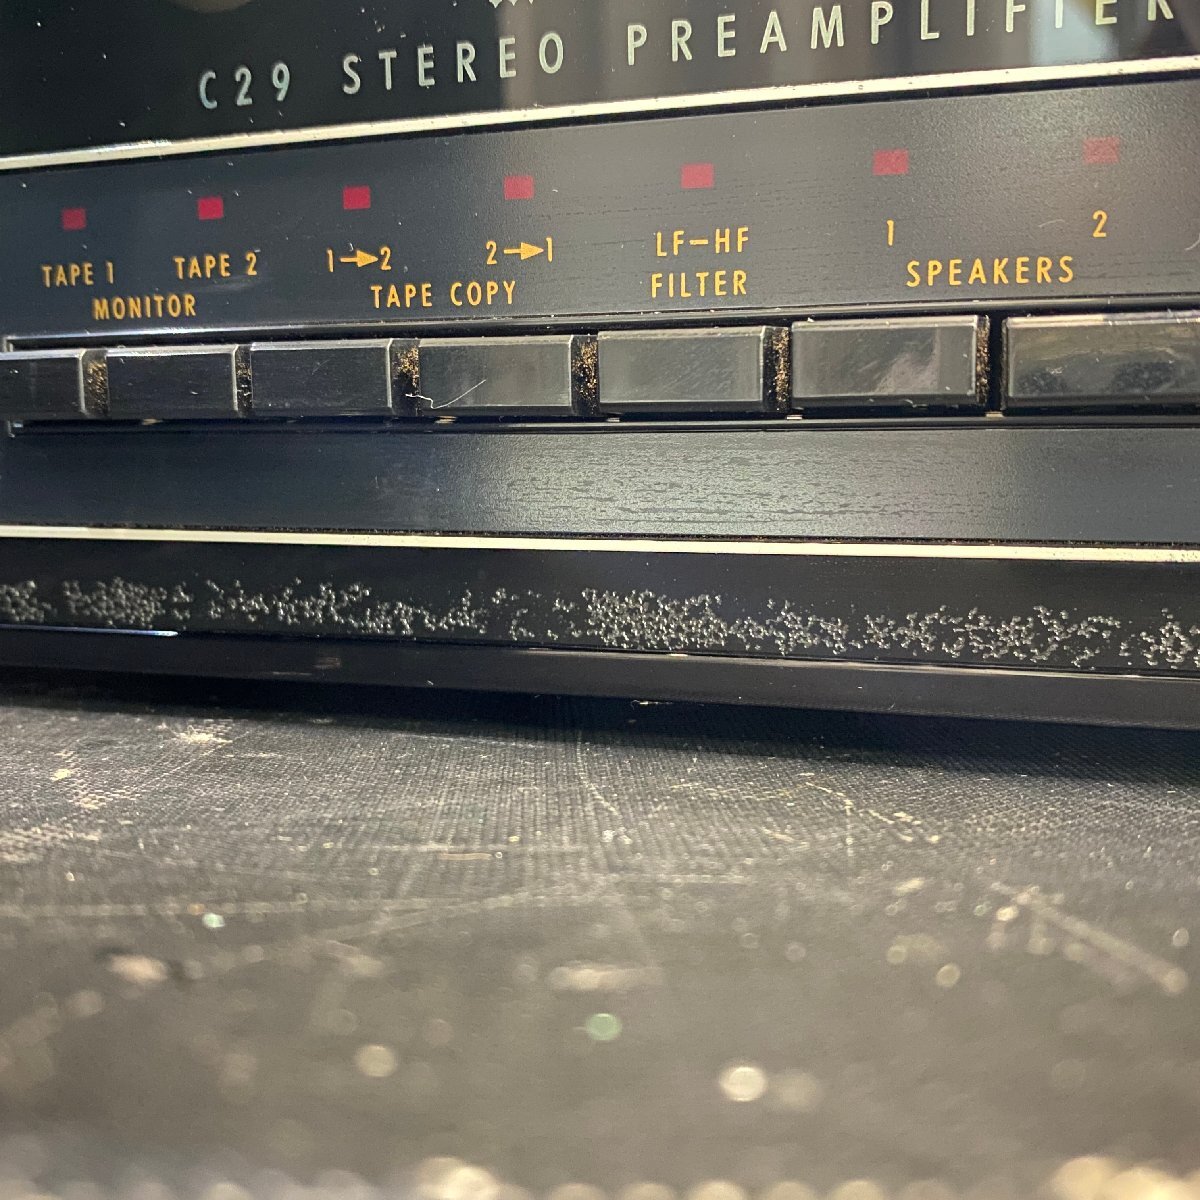 C29 STEREO PREAMPLIFIER
TAPE 1 TAPE 2 1→2 2→1 LF-HF 1 2
MONITOR TAPE COPY FILTER SPEAKERS